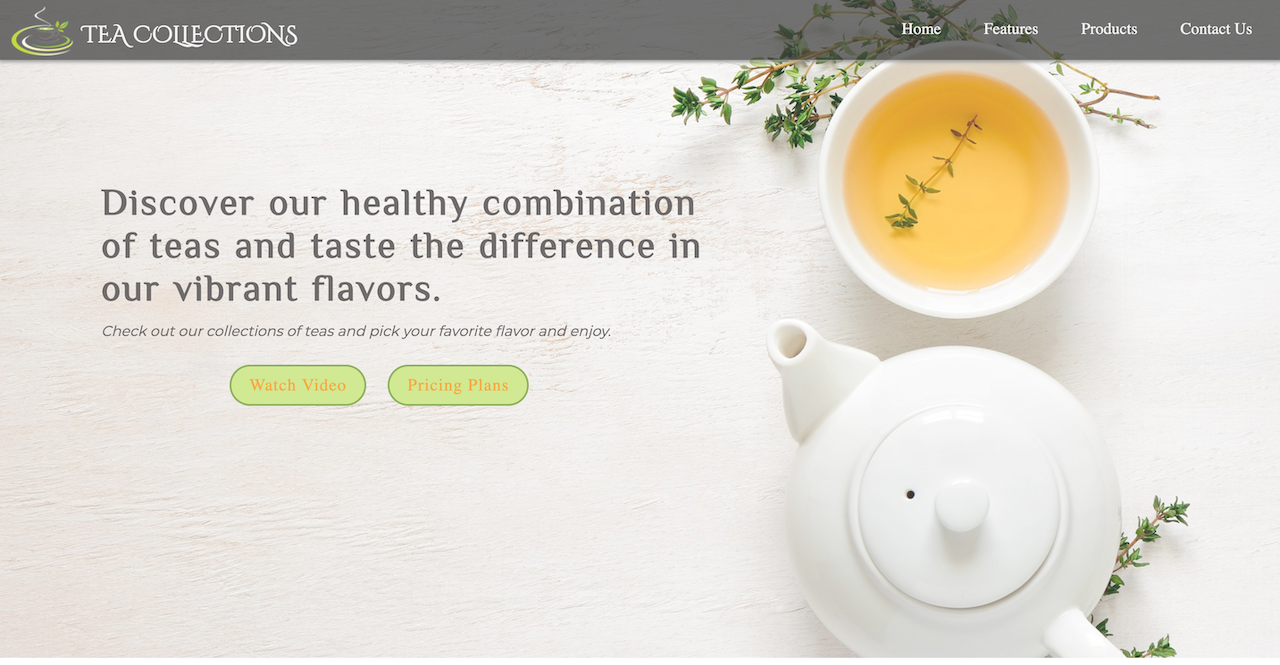 TEA COLLECTIONS
Home Features Products Contact Us
Discover our healthy combination
of teas and taste the difference in
our vibrant flavors.
Check out our collections of teas and pick your favorite flavor and enjoy.
Watch Video Pricing Plans